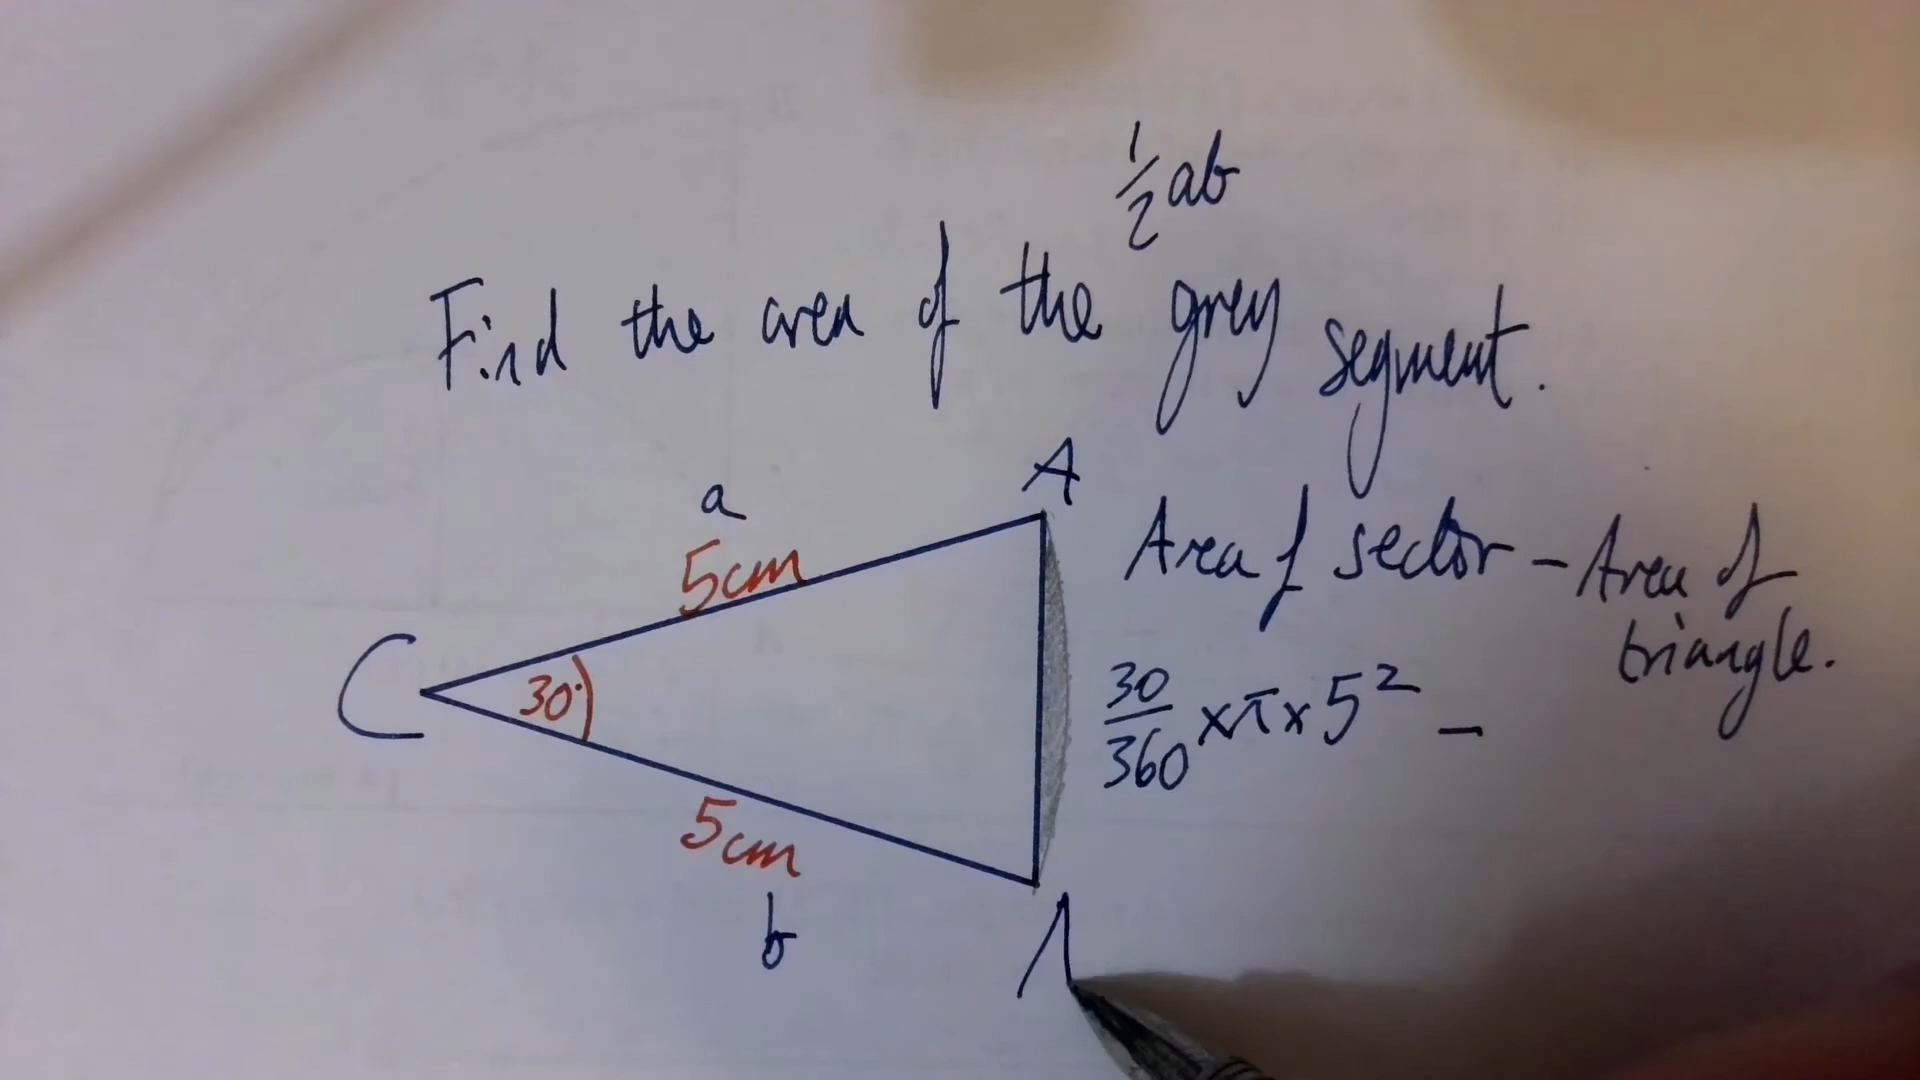 ½ab
Find the area of the grey segment.
A
a
5cm
Area of sector – Area of
triangle.
C
30°
30/360 × π × 5² –
5cm
b